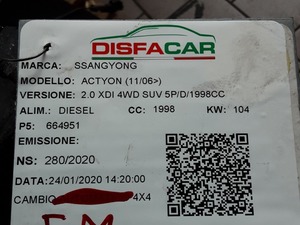 DISFACAR
MARCA: SSANGYONG
MODELLO: ACTYON (11/06>)
VERSIONE: 2.0 XDI 4WD SUV 5P/D/1998CC
ALIM.: DIESEL CC: 1998 KW: 104
P5: 664951
EMISSIONE:
NS: 280/2020
DATA:24/01/2020 14:20:00
CAMBIO 4X4